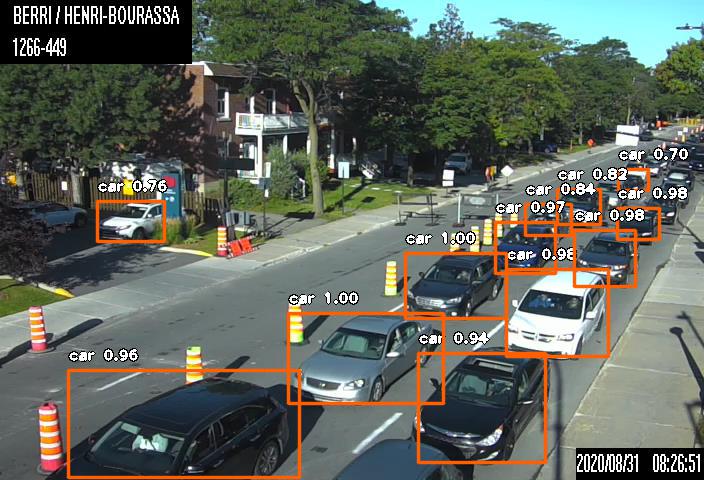 BERRI / HENRI-BOURASSA
1266-449
car 0.70
car 0.76
car 0.82
car 0.84
car 0.98
car 0.97
car 0.98
car 1.00
car 0.98
car 1.00
car 0.94
car 0.96
2020/08/31 08:26:51